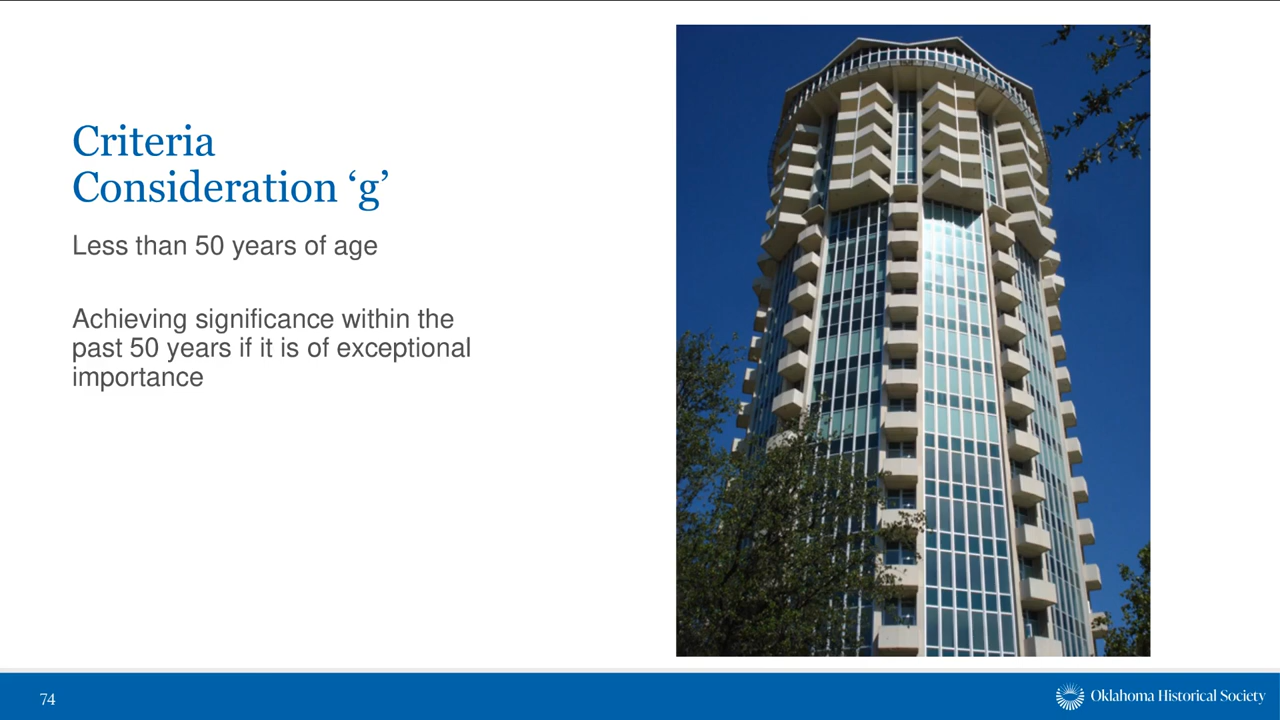 Criteria
Consideration ‘g’
Less than 50 years of age
Achieving significance within the
past 50 years if it is of exceptional
importance
74
Oklahoma Historical Society